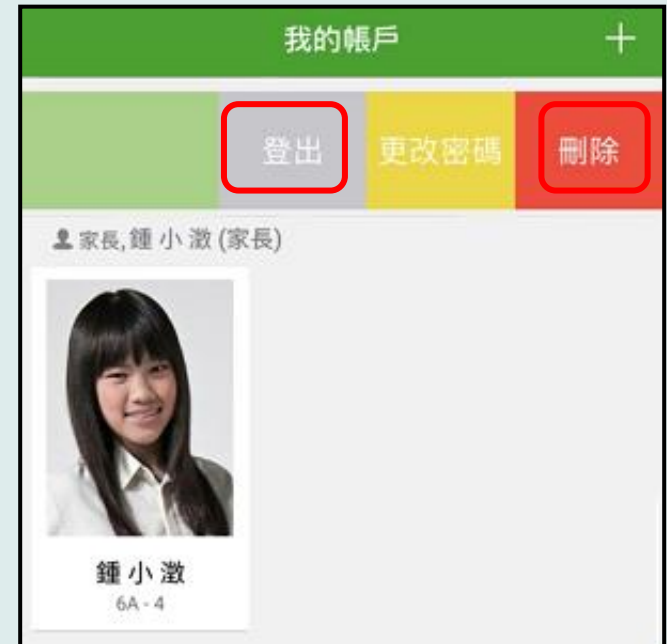 我的帳戶 +
登出 更改密碼 刪除
家長, 鍾 小 澂 (家長)
鍾 小 澂
6A - 4